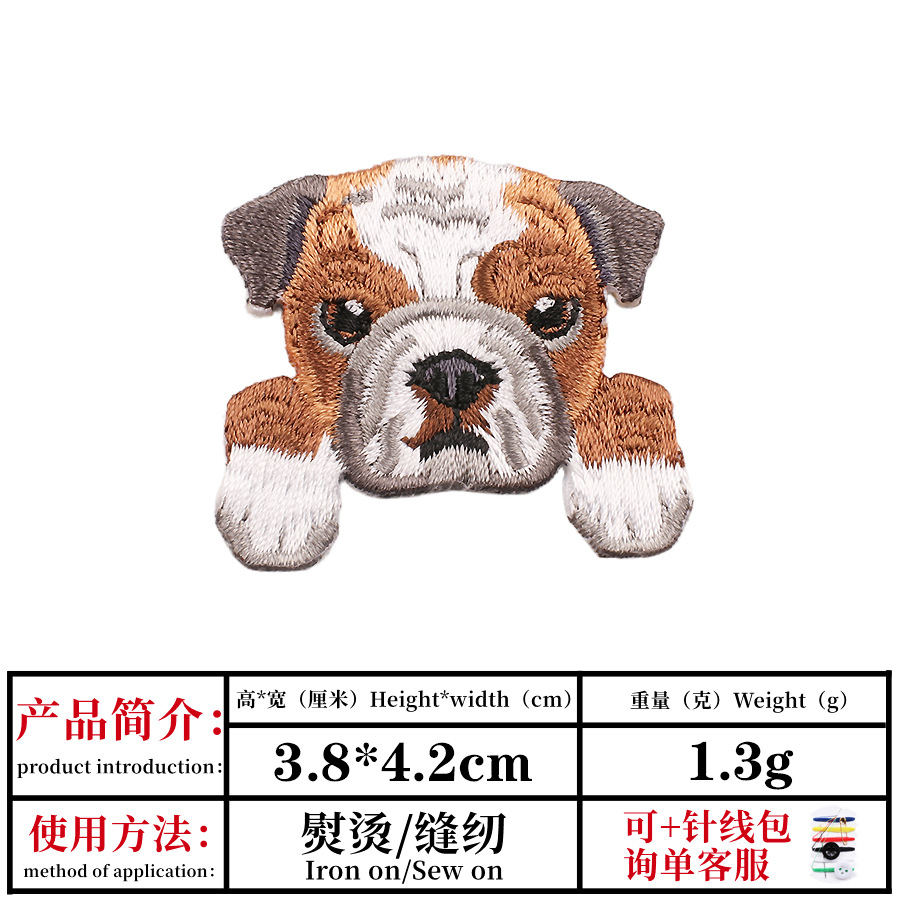 产品简介：
product introduction：
高*宽（厘米）Height*width（cm）
重量（克）Weight（g）
3.8*4.2cm
1.3g
使用方法：
method of application：
熨烫/缝纫
Iron on/Sew on
可+针线包
询单客服